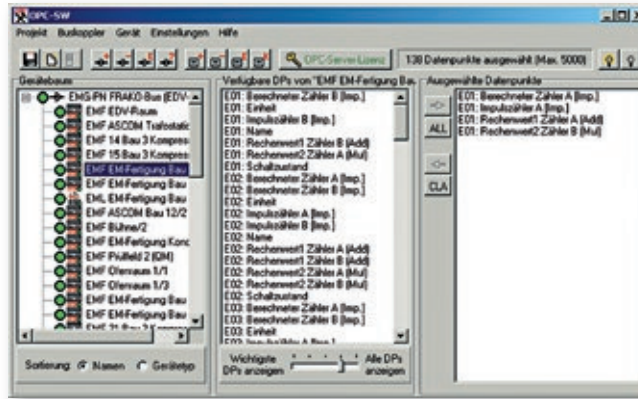 OPC-SW
Projekt Buskoppler Gerät Einstellungen Hilfe
OPC-Server Lizenz
138 Datenpunkte ausgewählt (Max. 5000)
Gerätebaum
EMG-PN FRAKO-Bus (EDV-
EMF EDV-Raum
EMF ASCOM Trafostatio
EMF 14 Bau 3 Kompres
EMF 15 Bau 3 Kompres
EMF EM-Fertigung Bau
EMF EM-Fertigung Bau
EML EM-Fertigung Bau
EMF ASCOM Bau 12/2
EMF Bühne/2
EMF EM-Fertigung Kond
EMF Prüffeld 2 (QM)
EMF Ofenraum 1/1
EMF Ofenraum 1/3
EMF EM-Fertigung Bau
EMF EM-Fertigung Bau
Sortierung: Namen Gerätetyp
Verfügbare DPs von "EMF EM-Fertigung Bau
E01: Berechneter Zähler B [Imp.]
E01: Einheit
E01: Impulszähler B [Imp.]
E01: Name
E01: Rechenwert1 Zähler B (Add)
E01: Rechenwert2 Zähler A (Mul)
E01: Schaltzustand
E02: Berechneter Zähler A [Imp.]
E02: Berechneter Zähler B [Imp.]
E02: Einheit
E02: Impulszähler A [Imp.]
E02: Impulszähler B [Imp.]
E02: Name
E02: Rechenwert1 Zähler A (Add)
E02: Rechenwert1 Zähler B (Add)
E02: Rechenwert2 Zähler A (Mul)
E02: Rechenwert2 Zähler B (Mul)
E02: Schaltzustand
E03: Berechneter Zähler A [Imp.]
E03: Berechneter Zähler B [Imp.]
E03: Einheit
E03: Impulszähler A [Imp.]
Wichtigste DPs anzeigen
Alle DPs anzeigen
ALL
CLA
Ausgewählte Datenpunkte
E01: Berechneter Zähler A [Imp.]
E01: Impulszähler A [Imp.]
E01: Rechenwert1 Zähler A (Add)
E01: Rechenwert2 Zähler B (Mul)